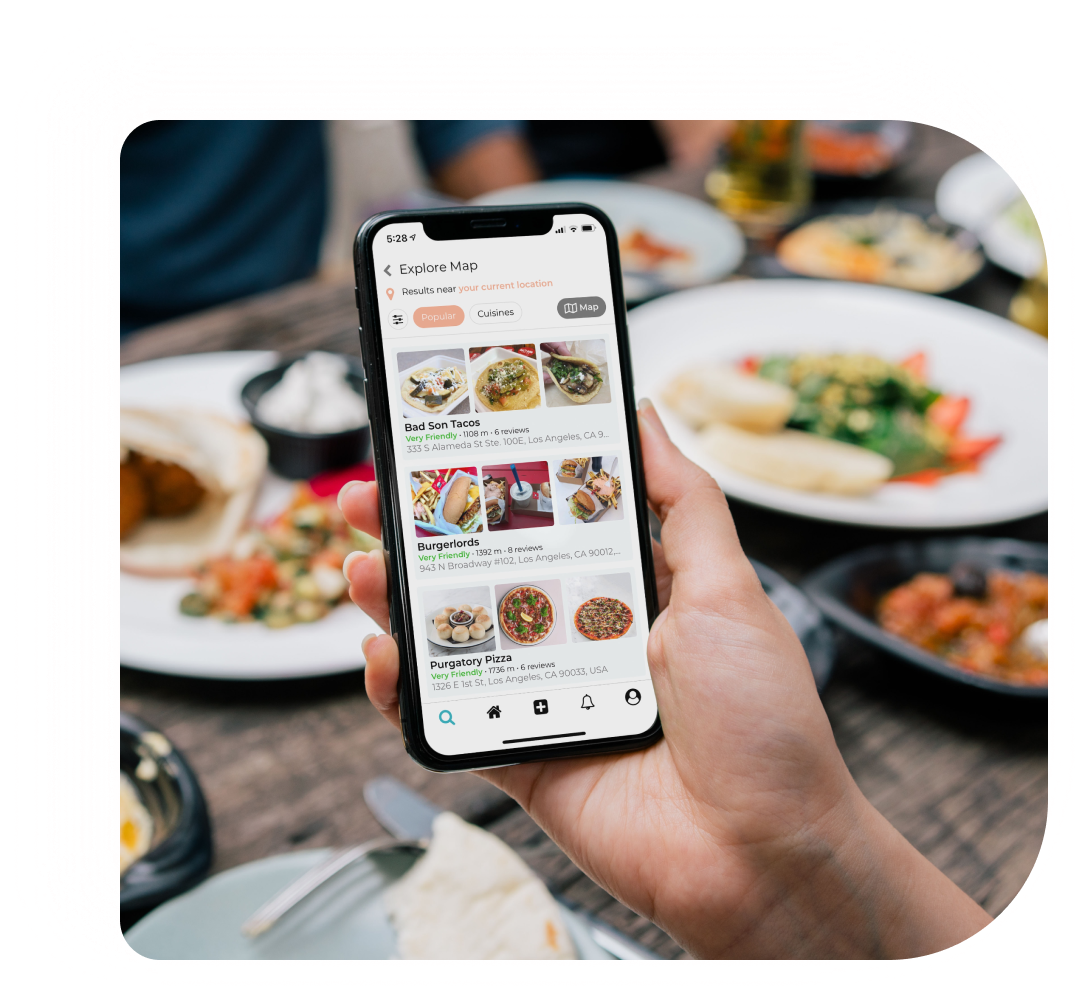 5:28
Explore Map
Results near your current location
Popular Cuisines Map
Bad Son Tacos
Very Friendly • 1108 m • 6 reviews
333 S Alameda St Ste. 100E, Los Angeles, CA 9...
Burgerlords
Very Friendly • 1392 m • 8 reviews
943 N Broadway #102, Los Angeles, CA 90012,...
Purgatory Pizza
Very Friendly • 1736 m • 6 reviews
1326 E 1st St, Los Angeles, CA 90033, USA